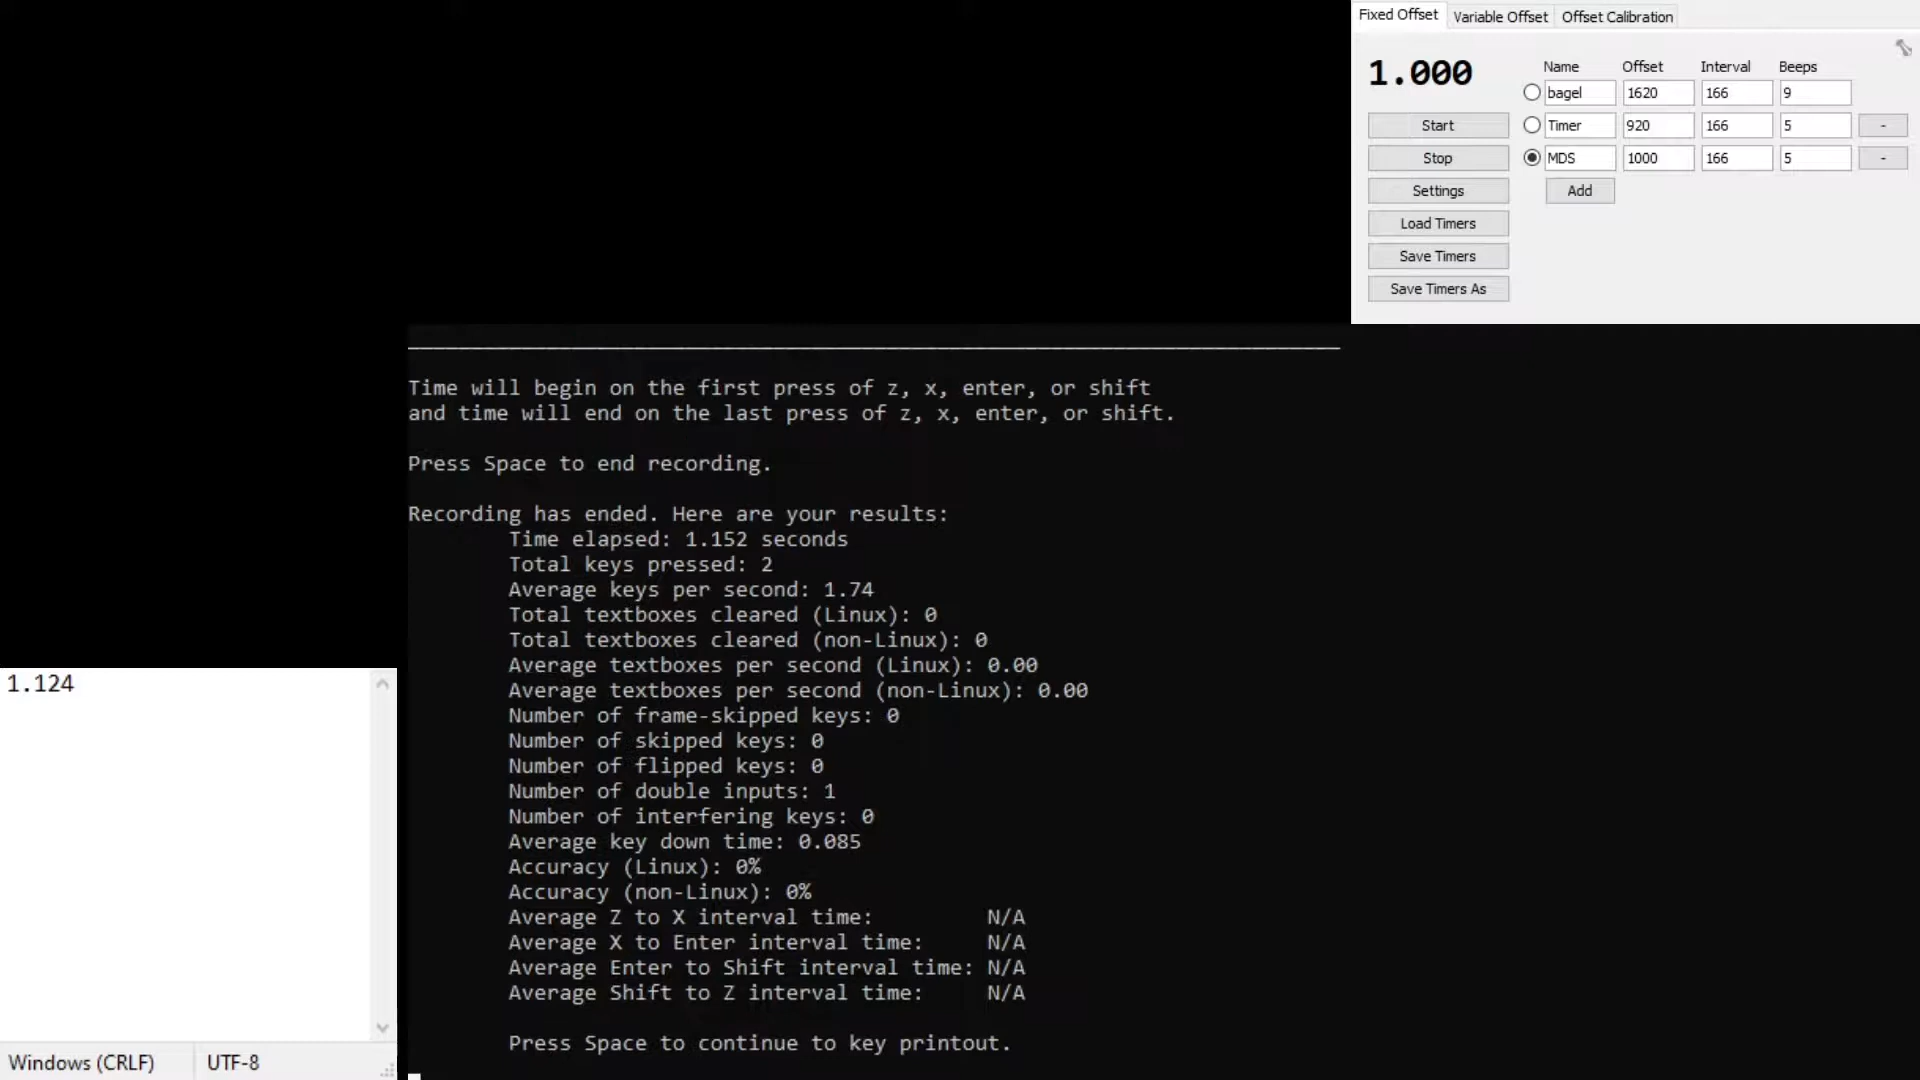 Fixed Offset Variable Offset Offset Calibration
1.000
Name Offset Interval Beeps
bagel 1620 166 9
Start Timer 920 166 5 -
Stop MDS 1000 166 5 -
Settings Add
Load Timers
Save Timers
Save Timers As
Time will begin on the first press of z, x, enter, or shift
and time will end on the last press of z, x, enter, or shift.
Press Space to end recording.
Recording has ended. Here are your results:
Time elapsed: 1.152 seconds
Total keys pressed: 2
Average keys per second: 1.74
Total textboxes cleared (Linux): 0
Total textboxes cleared (non-Linux): 0
Average textboxes per second (Linux): 0.00
Average textboxes per second (non-Linux): 0.00
Number of frame-skipped keys: 0
Number of skipped keys: 0
Number of flipped keys: 0
Number of double inputs: 1
Number of interfering keys: 0
Average key down time: 0.085
Accuracy (Linux): 0%
Accuracy (non-Linux): 0%
Average Z to X interval time: N/A
Average X to Enter interval time: N/A
Average Enter to Shift interval time: N/A
Average Shift to Z interval time: N/A
Press Space to continue to key printout.
1.124
Windows (CRLF) UTF-8